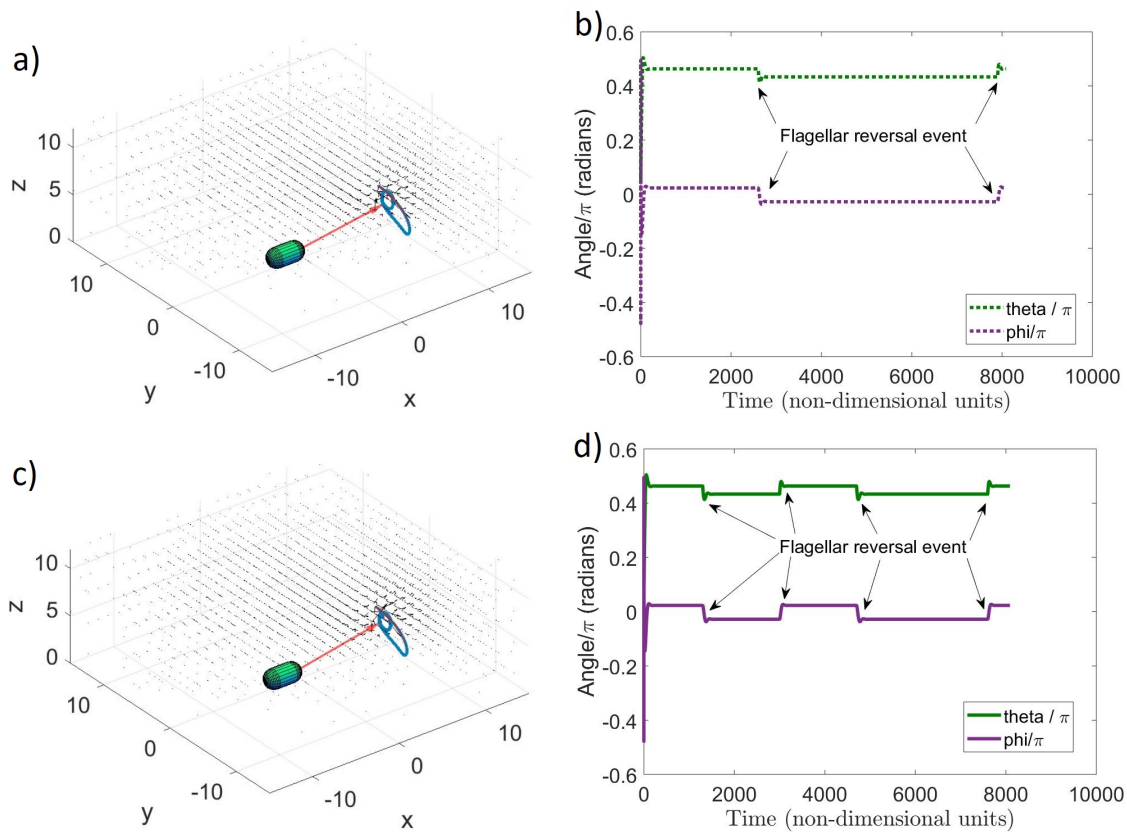 a)
z
10
5
0
10
0
-10
y
-10
0
10
x
b)
0.6
0.4
0.2
0
-0.2
-0.4
-0.6
Angle/π (radians)
Flagellar reversal event
theta / π
phi/π
0
2000
4000
6000
8000
10000
Time (non-dimensional units)
c)
z
10
5
0
10
0
-10
y
-10
0
10
x
d)
0.6
0.4
0.2
0
-0.2
-0.4
-0.6
Angle/π (radians)
Flagellar reversal event
theta / π
phi/π
0
2000
4000
6000
8000
10000
Time (non-dimensional units)